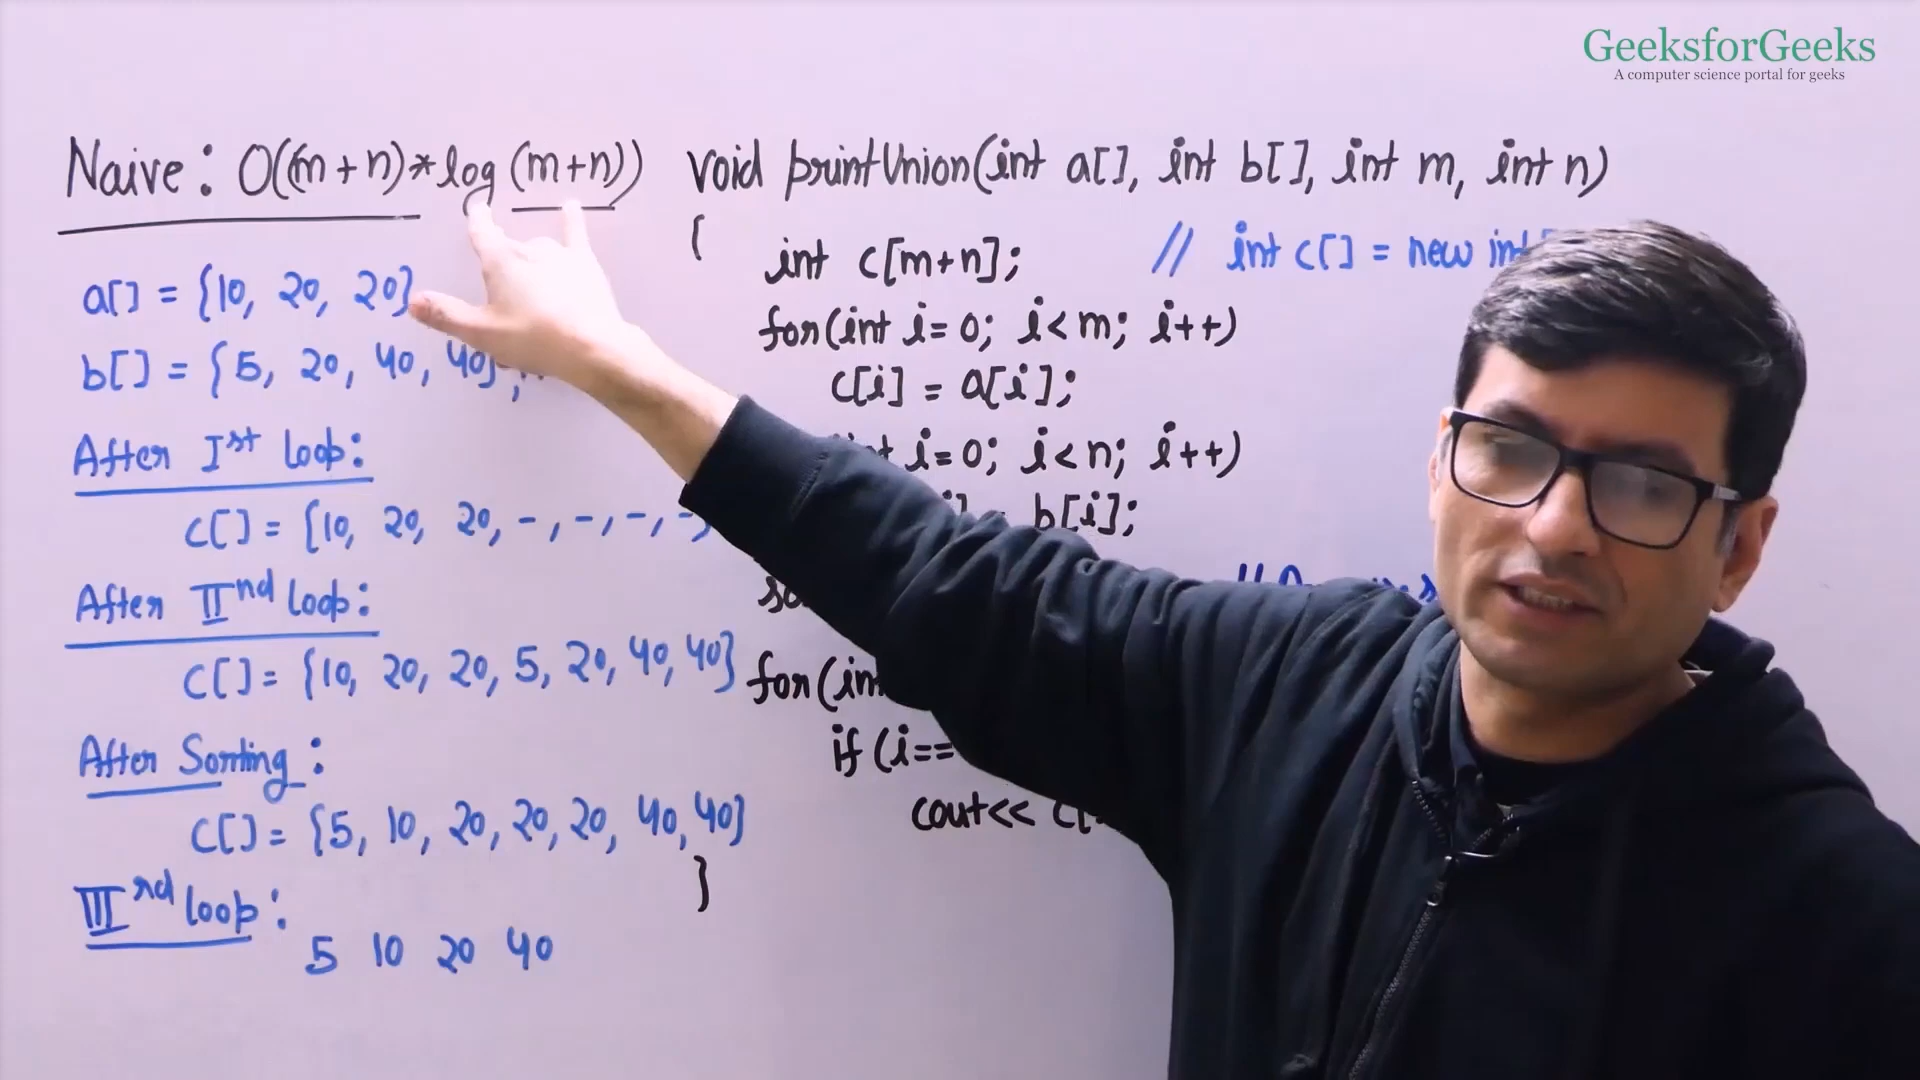 GeeksforGeeks
A computer science portal for geeks
Naive: O((m+n)*log(m+n))
a[] = {10, 20, 20}
b[] = {5, 20, 40, 40},
After Ist loop:
c[] = {10, 20, 20, -, -, -, -}
After IInd loop:
c[] = {10, 20, 20, 5, 20, 40, 40}
After Sorting:
c[] = {5, 10, 20, 20, 20, 40, 40}
IIIrd loop:
5 10 20 40
void printUnion(int a[], int b[], int m, int n)
{
int c[m+n]; // int c[] = new int
for(int i=0; i<m; i++)
c[i] = a[i];
int i=0; i<n; i++)
b[i];
for(int
if (i==
cout<< c[
}